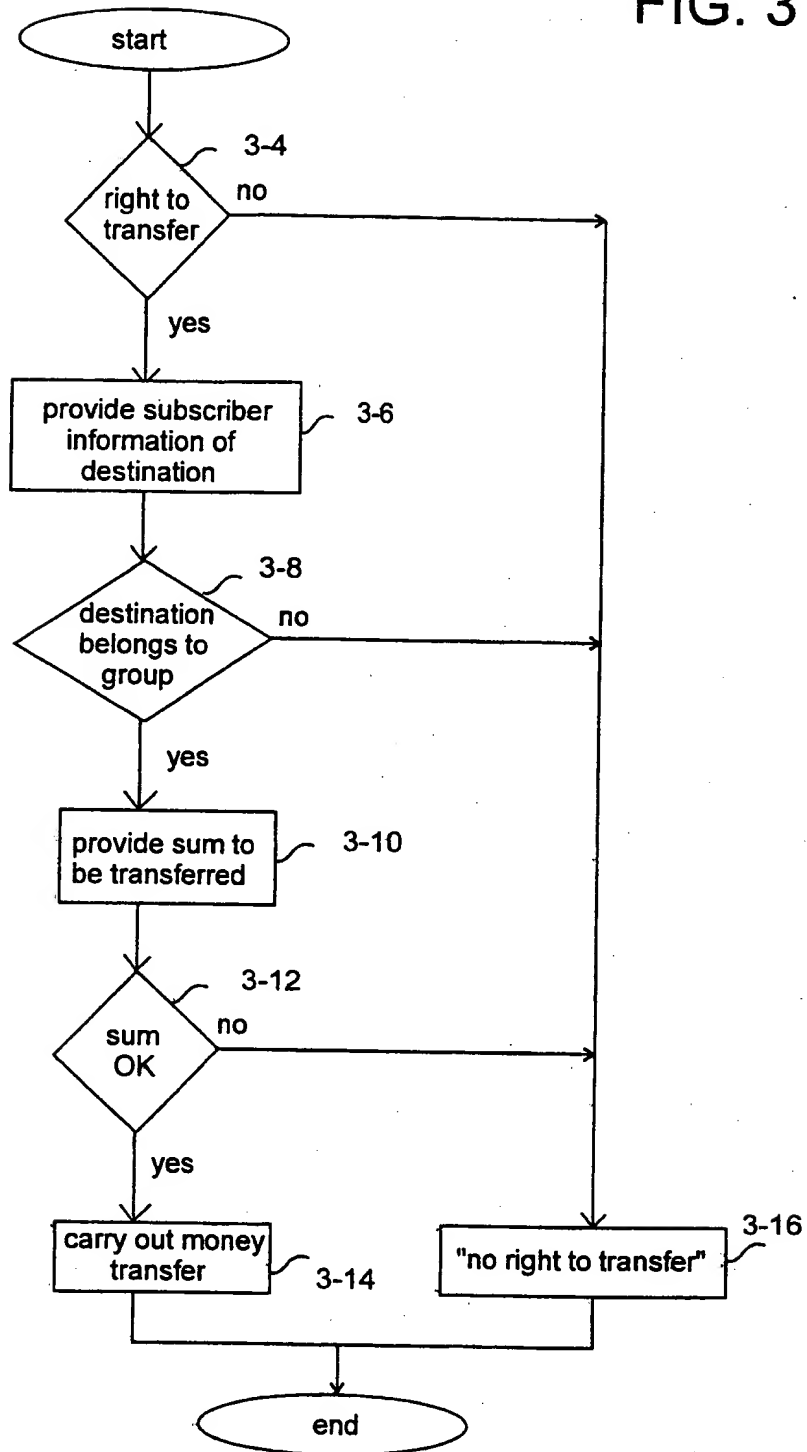 FIG. 3
start
3-4
right to
transfer
no
yes
provide subscriber
information of
destination
3-6
3-8
destination
belongs to
group
no
yes
provide sum to
be transferred
3-10
3-12
sum
OK
no
yes
carry out money
transfer
3-14
"no right to transfer"
3-16
end